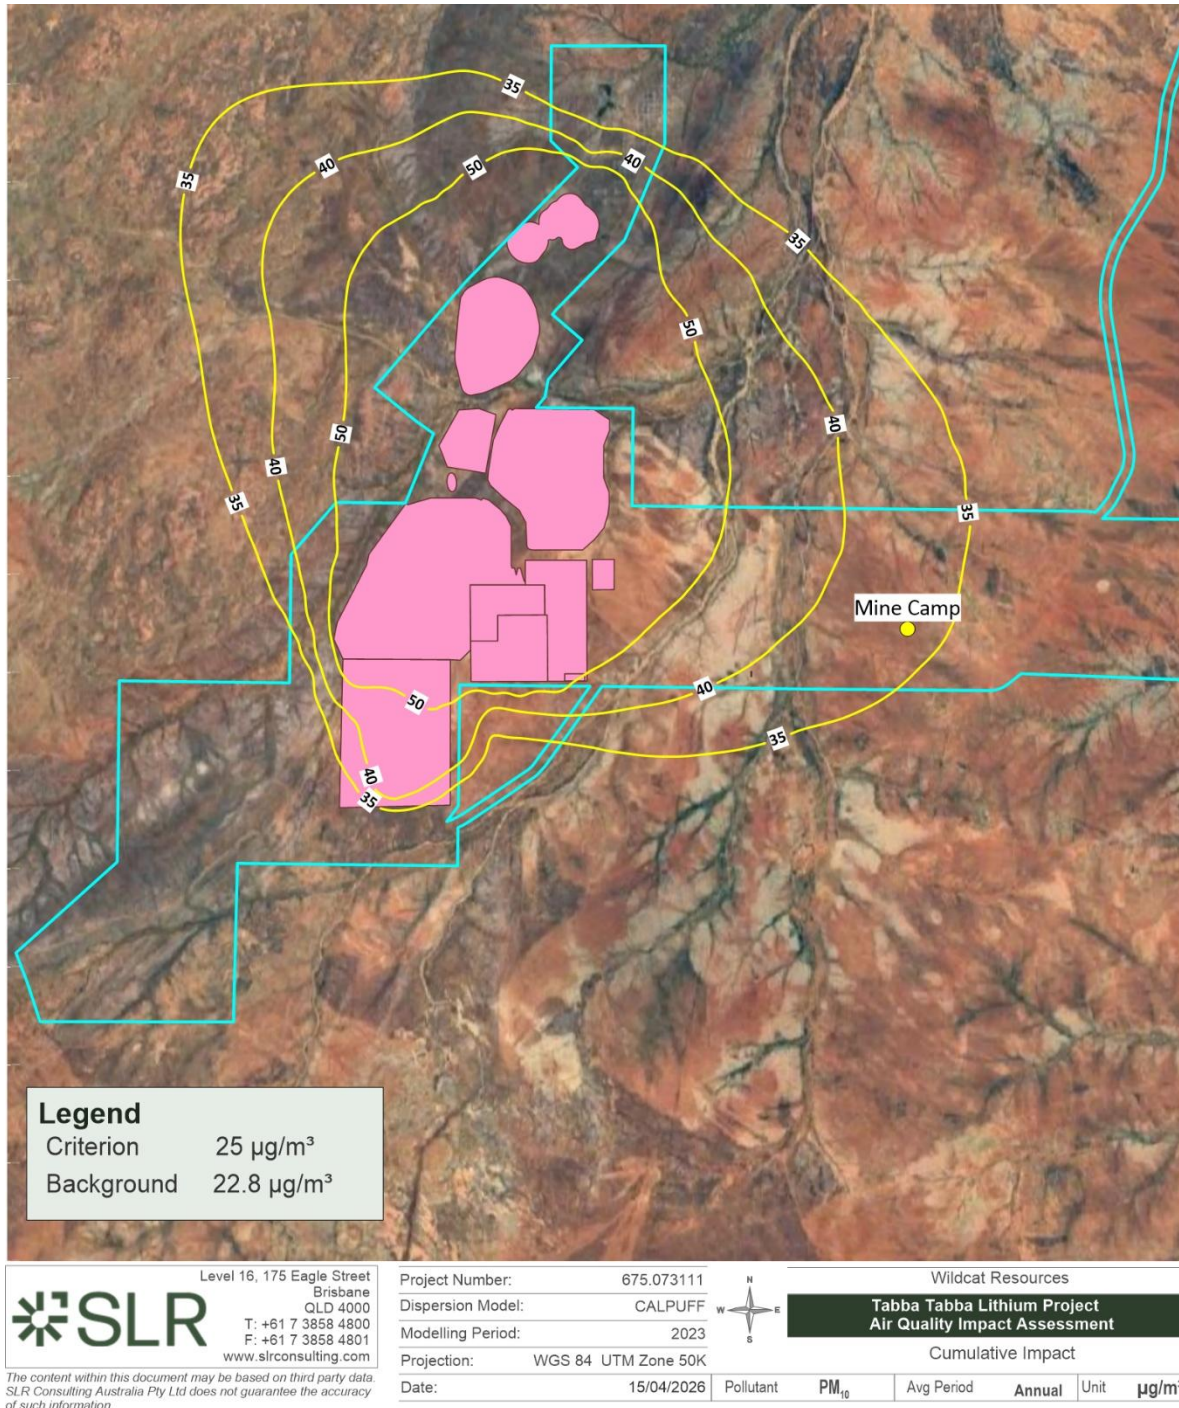 35
40
50
40
35
35
50
40
50
40
35
35
Mine Camp
50
40
35
40
35
Legend
Criterion 25 µg/m³
Background 22.8 µg/m³
SLR
Level 16, 175 Eagle Street
Brisbane
QLD 4000
T: +61 7 3858 4800
F: +61 7 3858 4801
www.slrconsulting.com
The content within this document may be based on third party data.
SLR Consulting Australia Pty Ltd does not guarantee the accuracy
of such information.
Project Number: 675.073111
Dispersion Model: CALPUFF
Modelling Period: 2023
Projection: WGS 84 UTM Zone 50K
Date: 15/04/2026
N
W E
S
Wildcat Resources
Tabba Tabba Lithium Project
Air Quality Impact Assessment
Cumulative Impact
Pollutant PM₁₀ Avg Period Annual Unit µg/m³